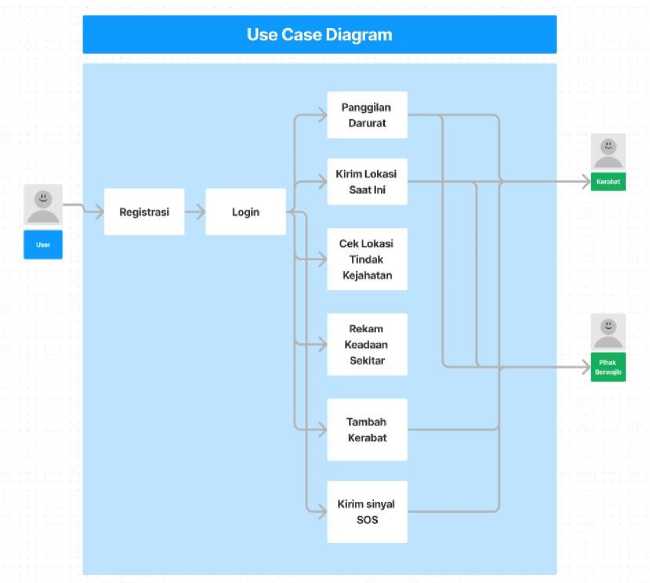 Use Case Diagram
Panggilan
Darurat
Kirim Lokasi
Saat Ini
Kerabat
Registrasi
Login
User
Cek Lokasi
Tindak
Kejahatan
Rekam
Keadaan
Sekitar
Pihak
Berwajib
Tambah
Kerabat
Kirim sinyal
SOS